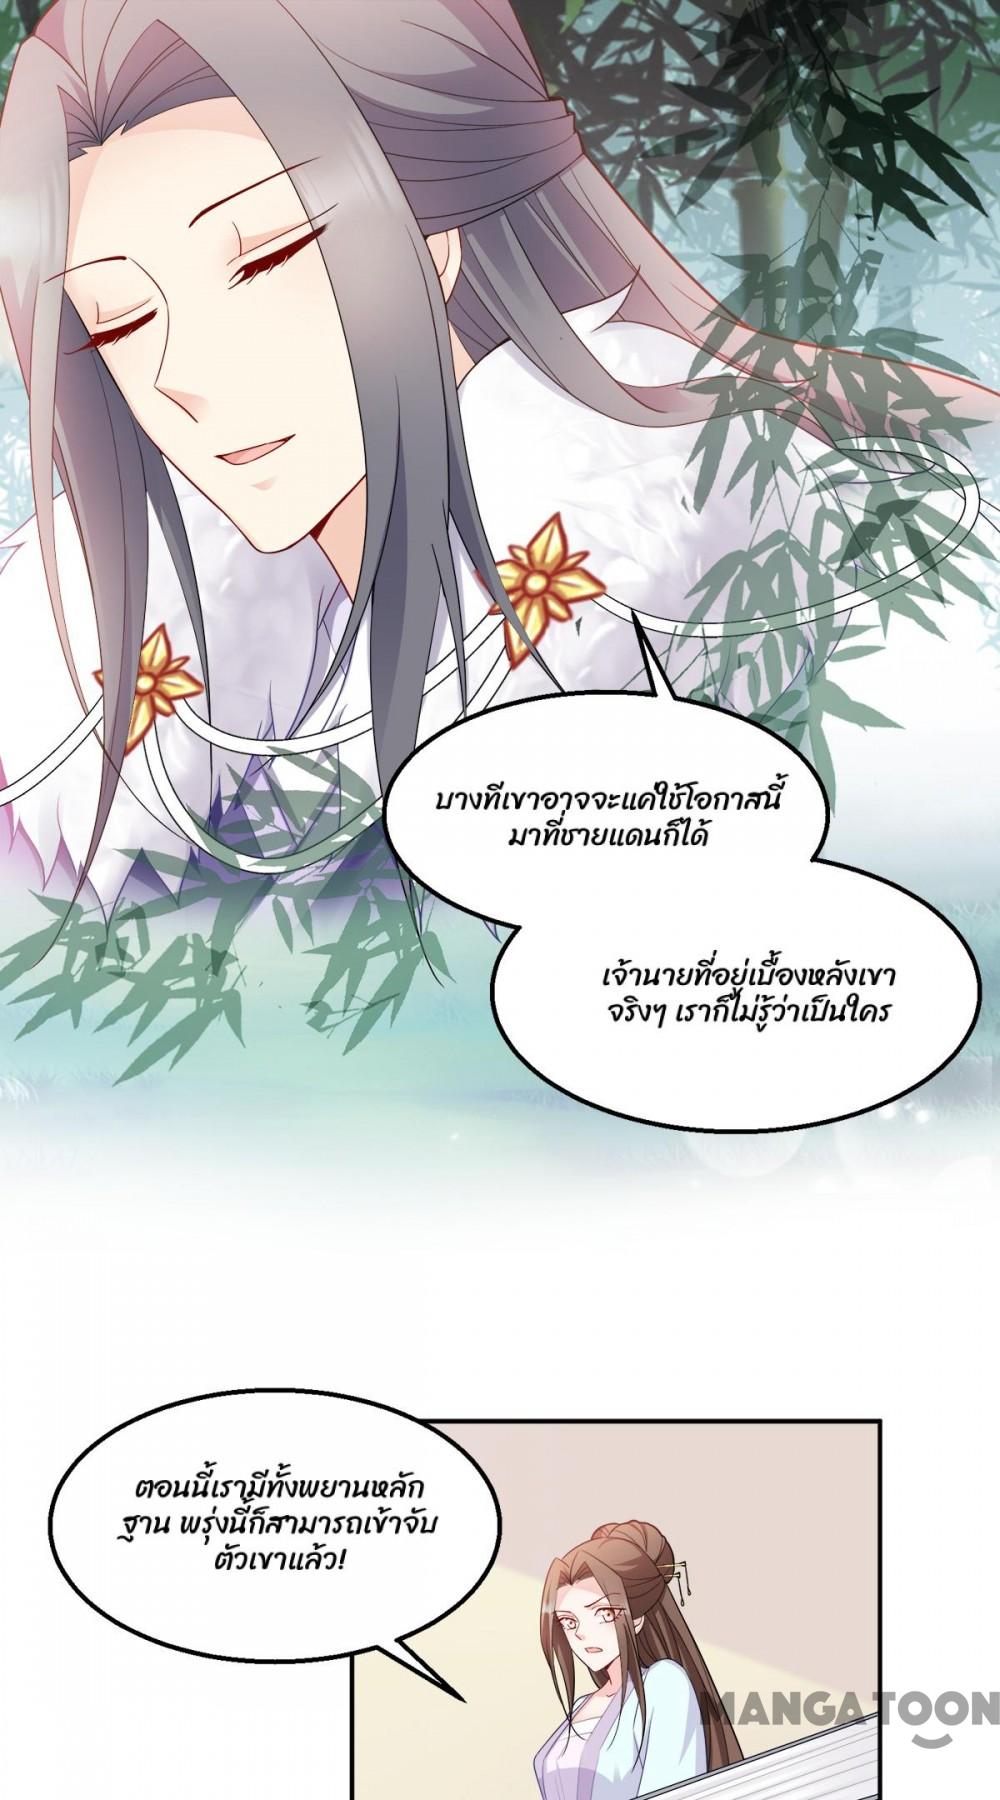 บางทีเขาอาจจะแค่ใช้โอกาสนี้
มาที่ชายแดนก็ได้
เจ้านายที่อยู่เบื้องหลังเขา
จริงๆ เราก็ไม่รู้ว่าเป็นใคร
ตอนนี้เรามีทั้งพยานหลัก
ฐาน พรุ่งนี้ก็สามารถเข้าจับ
ตัวเขาแล้ว!
MANGATOON